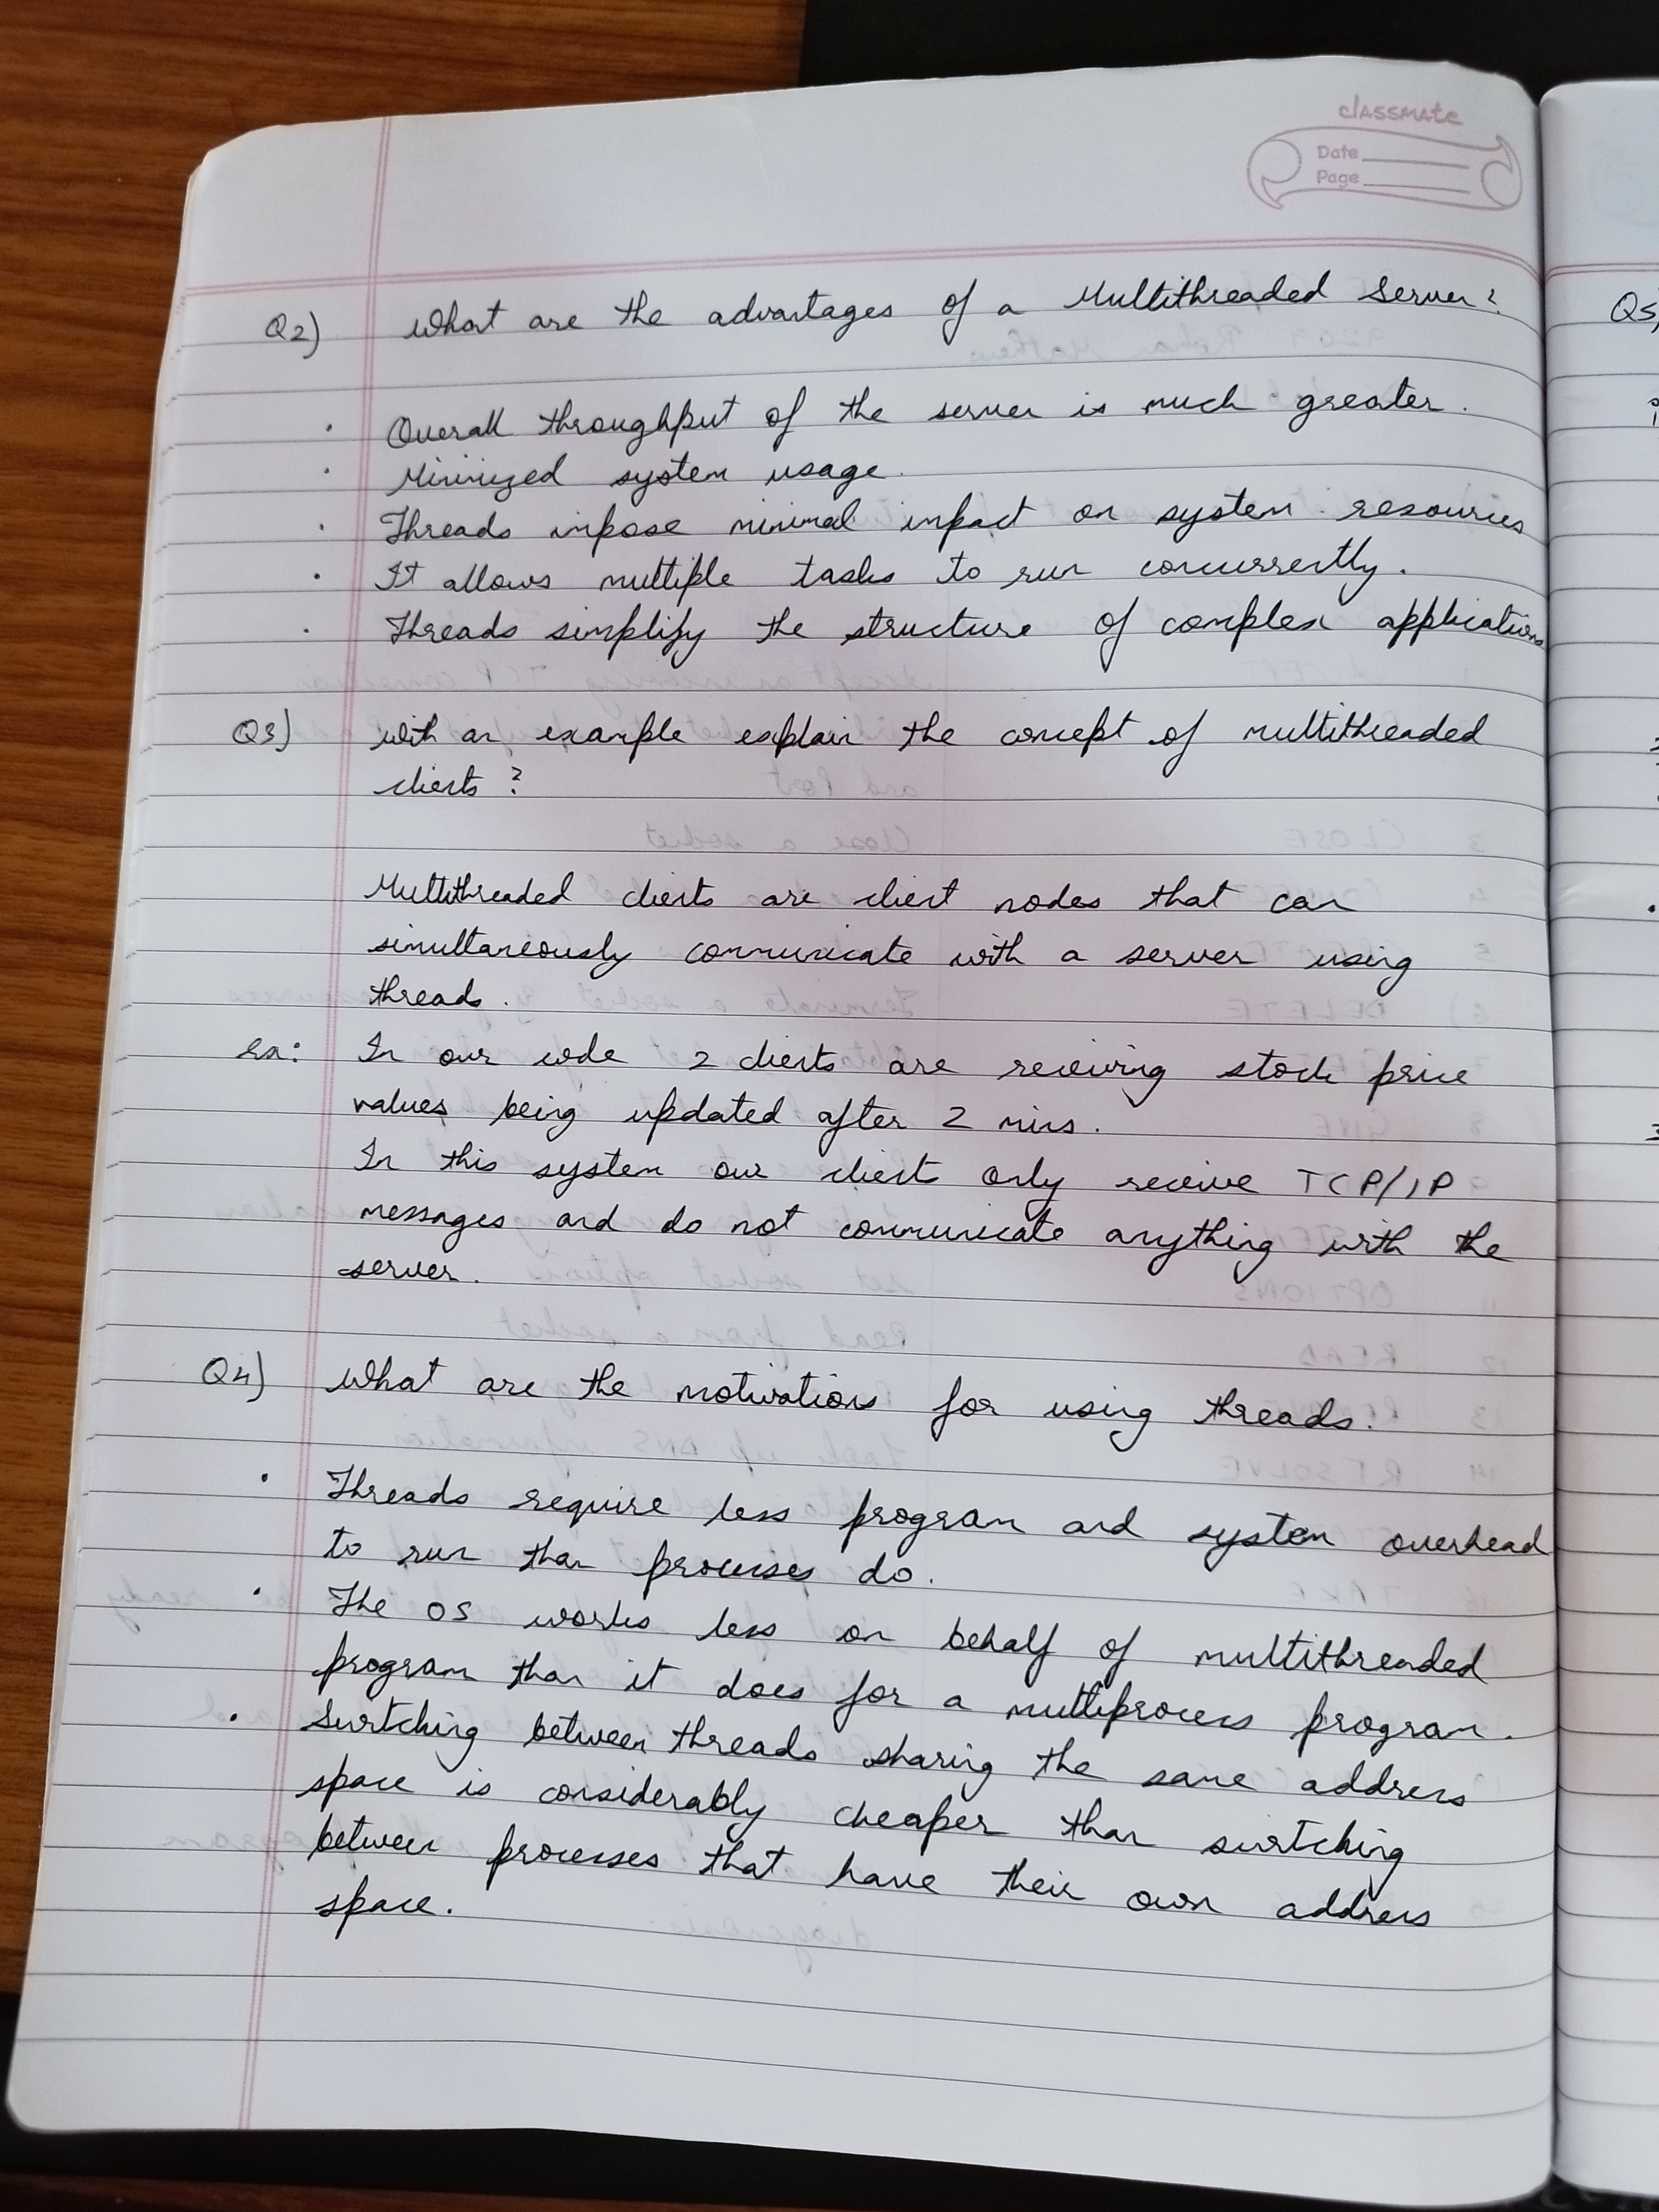 classmate
Date
Page
Q2) What are the advantages of a Multithreaded Server?
· Overall throughput of the server is much greater.
· Minimized system usage.
· Threads impose minimal impact on system resources
· It allows multiple tasks to run concurrently.
· Threads simplify the structure of complex applications
Q3) with an example explain the concept of multithreaded
clients?
Multithreaded clients are client nodes that can
simultaneously communicate with a server using
threads.
ex: In our code 2 clients are receiving stock price
values being updated after 2 mins.
In this system our client only receive TCP/IP
messages and do not communicate anything with the
server.
Q4) What are the motivations for using threads.
· Threads require less program and system overhead
to run than processes do.
· The OS works less on behalf of multithreaded
program than it does for a multiprocess program.
· Switching between threads sharing the same address
space is considerably cheaper than switching
between processes that have their own address
space.
Q5)